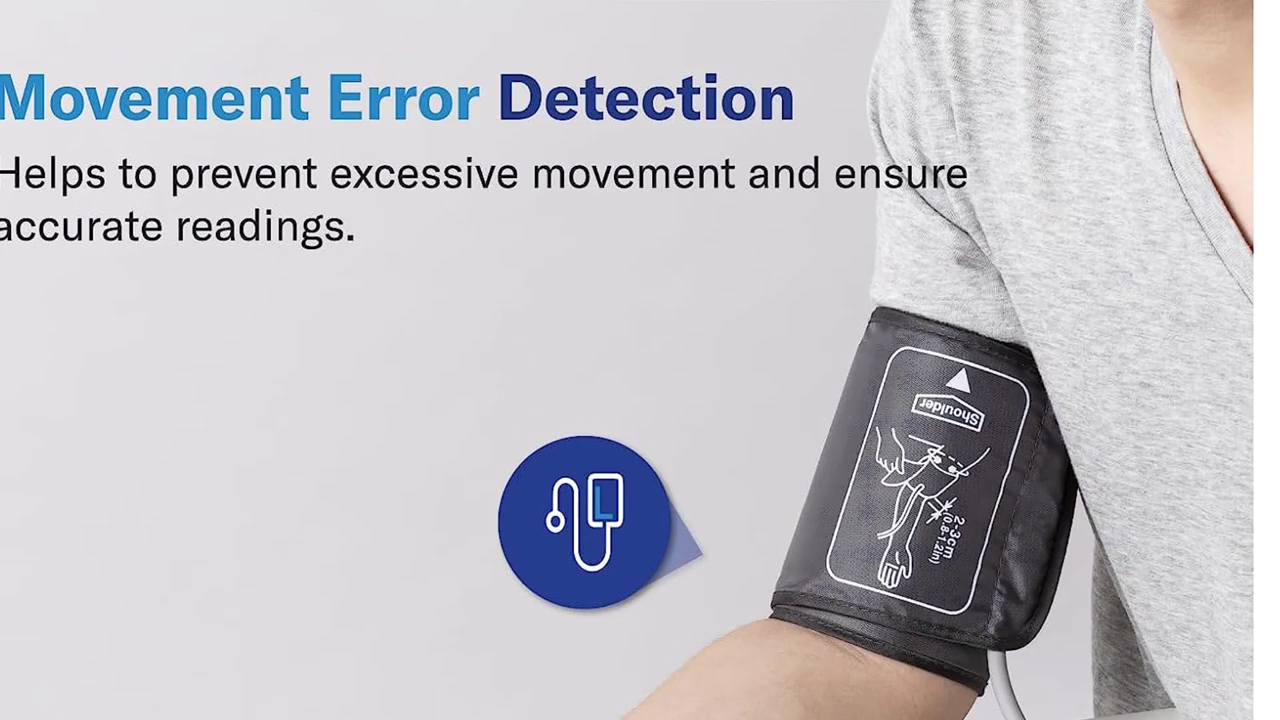 Movement Error Detection
Helps to prevent excessive movement and ensure
accurate readings.
Shoulder
2-3cm
(0.8-1.2in)